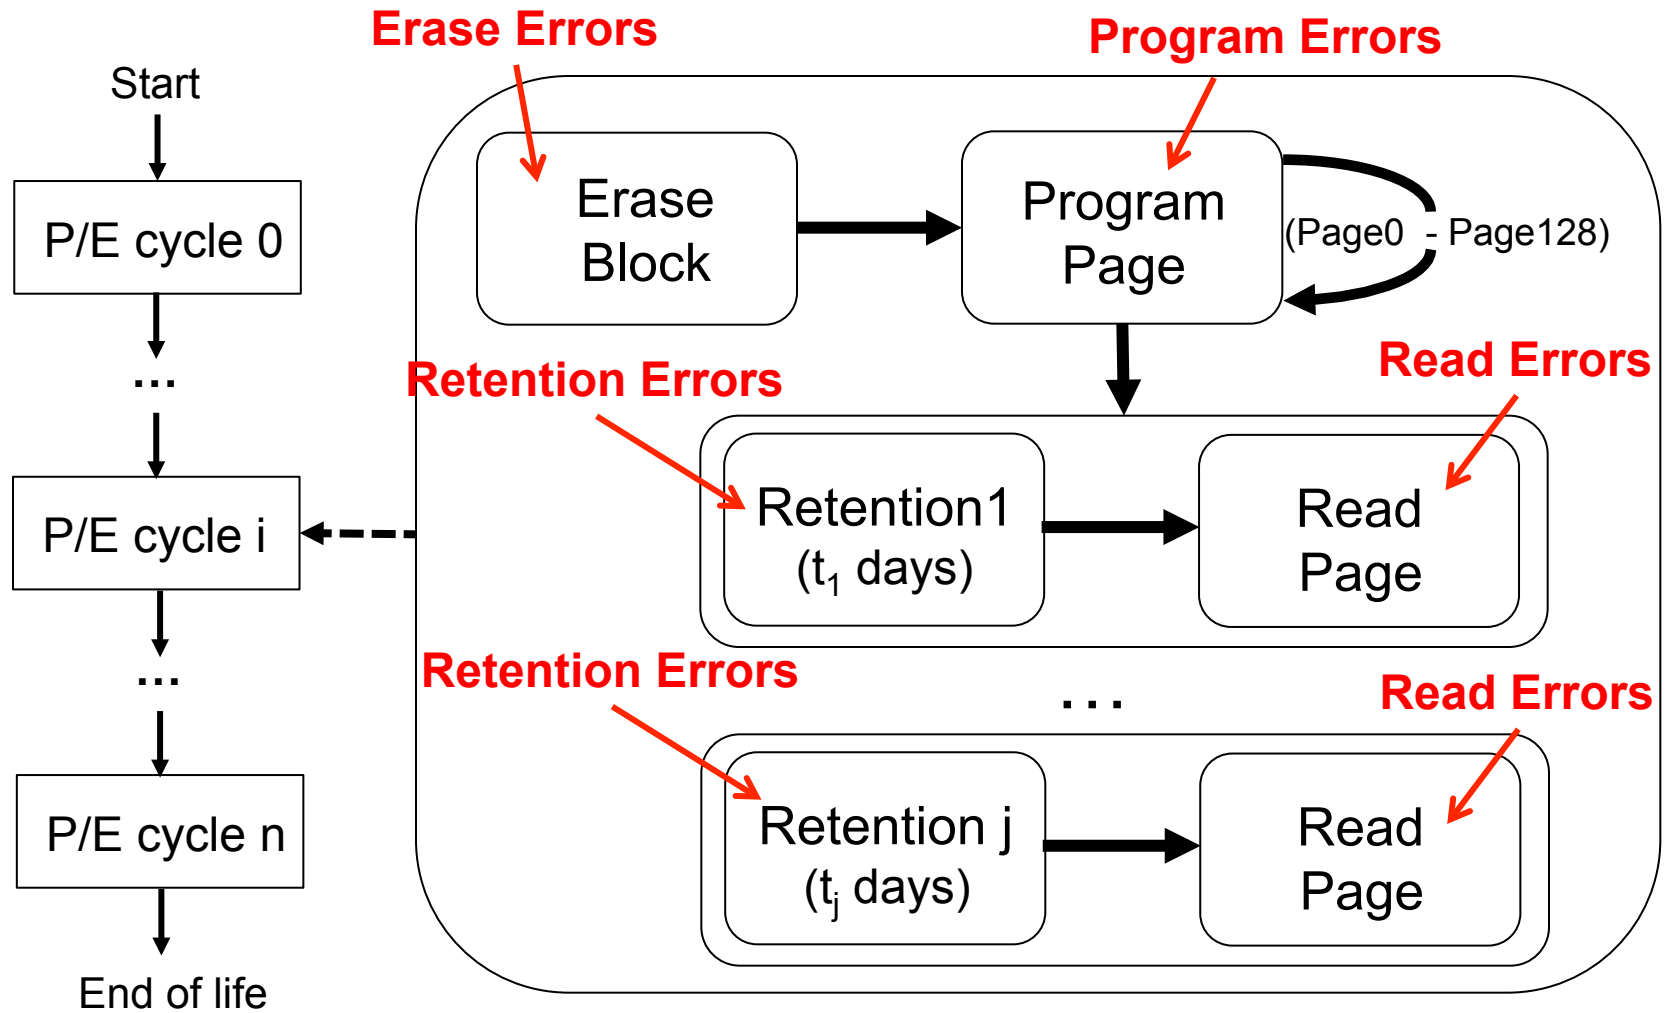 Start
P/E cycle 0
...
P/E cycle i
...
P/E cycle n
End of life
Erase Errors
Program Errors
Erase
Block
Program
Page
(Page0 - Page128)
Retention Errors
Read Errors
Retention1
(t1 days)
Read
Page
Retention Errors
...
Read Errors
Retention j
(tj days)
Read
Page